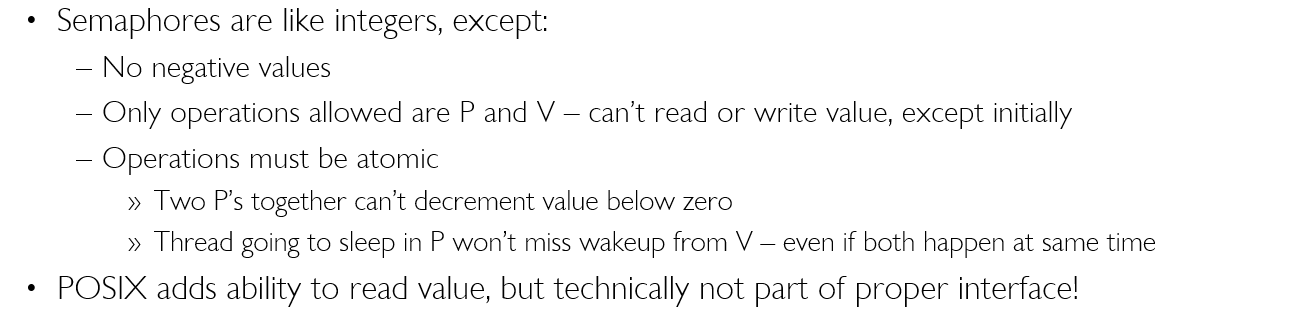 • Semaphores are like integers, except:
– No negative values
– Only operations allowed are P and V – can’t read or write value, except initially
– Operations must be atomic
» Two P’s together can’t decrement value below zero
» Thread going to sleep in P won’t miss wakeup from V – even if both happen at same time
• POSIX adds ability to read value, but technically not part of proper interface!